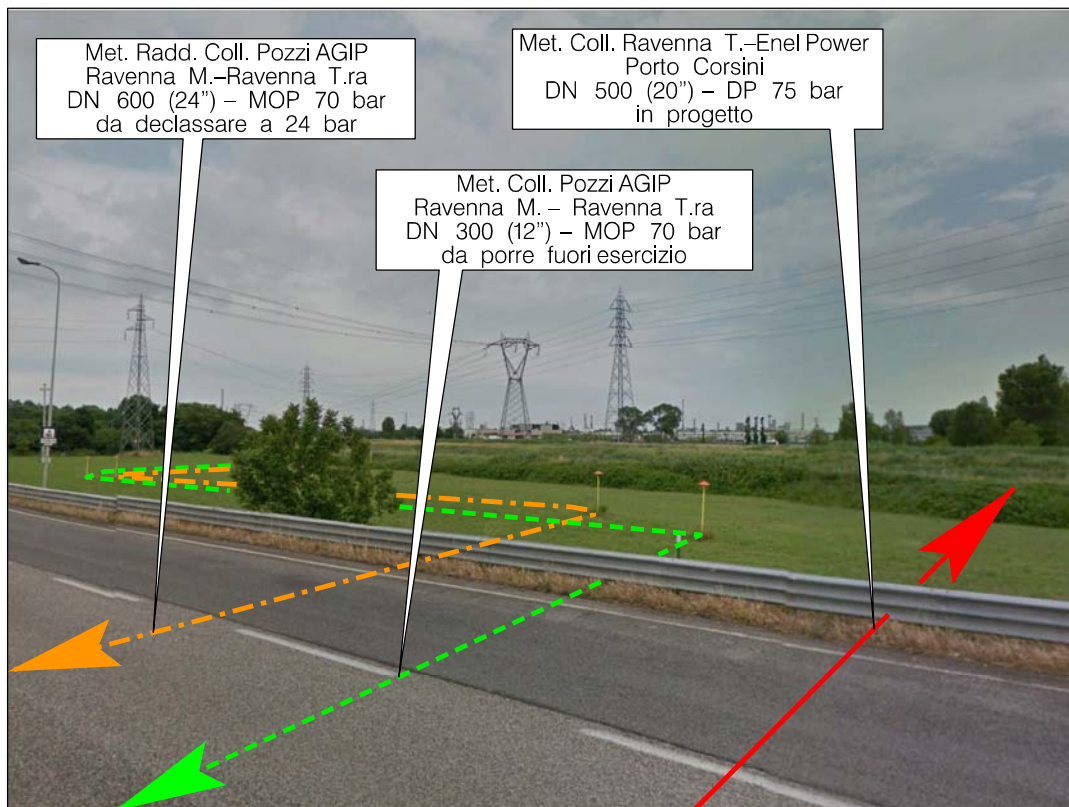 Met. Radd. Coll. Pozzi AGIP
Ravenna M.–Ravenna T.ra
DN 600 (24") – MOP 70 bar
da declassare a 24 bar
Met. Coll. Ravenna T.–Enel Power
Porto Corsini
DN 500 (20") – DP 75 bar
in progetto
Met. Coll. Pozzi AGIP
Ravenna M. – Ravenna T.ra
DN 300 (12") – MOP 70 bar
da porre fuori esercizio